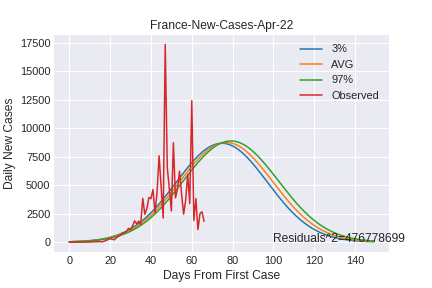 France-New-Cases-Apr-22
17500
15000
12500
10000
7500
5000
2500
0
Daily New Cases
3%
AVG
97%
Observed
Residuals^2=476778699
0 20 40 60 80 100 120 140
Days From First Case